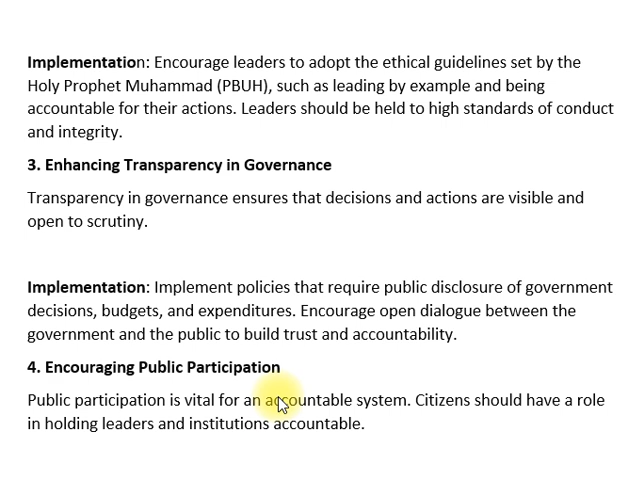 Implementation: Encourage leaders to adopt the ethical guidelines set by the
Holy Prophet Muhammad (PBUH), such as leading by example and being
accountable for their actions. Leaders should be held to high standards of conduct
and integrity.
3. Enhancing Transparency in Governance
Transparency in governance ensures that decisions and actions are visible and
open to scrutiny.
Implementation: Implement policies that require public disclosure of government
decisions, budgets, and expenditures. Encourage open dialogue between the
government and the public to build trust and accountability.
4. Encouraging Public Participation
Public participation is vital for an accountable system. Citizens should have a role
in holding leaders and institutions accountable.